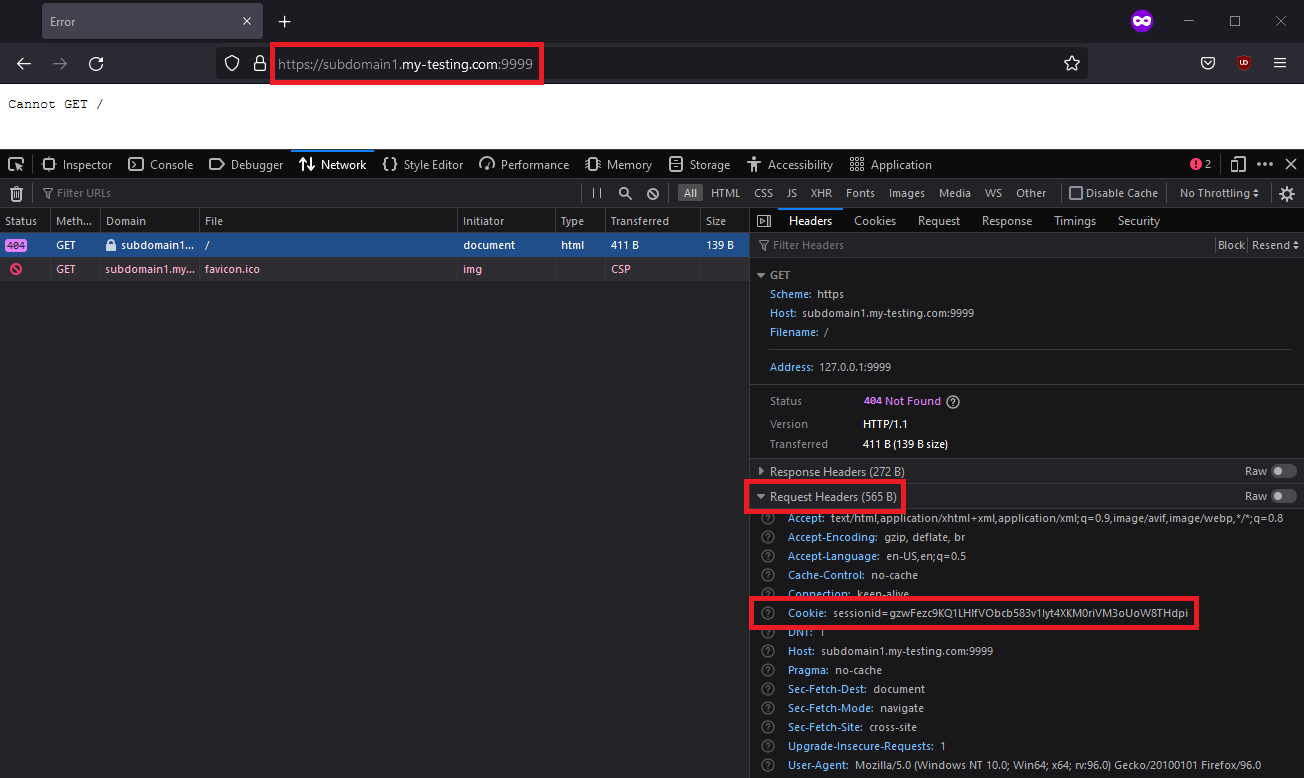 Error
https://subdomain1.my-testing.com:9999
Cannot GET /
Inspector Console Debugger Network Style Editor Performance Memory Storage Accessibility Application 2
Filter URLs All HTML CSS JS XHR Fonts Images Media WS Other Disable Cache No Throttling
Status Meth... Domain File Initiator Type Transferred Size
404 GET subdomain1... / document html 411 B 139 B
GET subdomain1.my... favicon.ico img CSP
Headers Cookies Request Response Timings Security
Filter Headers Block Resend
GET
Scheme: https
Host: subdomain1.my-testing.com:9999
Filename: /
Address: 127.0.0.1:9999
Status 404 Not Found
Version HTTP/1.1
Transferred 411 B (139 B size)
Response Headers (272 B) Raw
Request Headers (565 B) Raw
Accept: text/html,application/xhtml+xml,application/xml;q=0.9,image/avif,image/webp,*/*;q=0.8
Accept-Encoding: gzip, deflate, br
Accept-Language: en-US,en;q=0.5
Cache-Control: no-cache
Connection: keep-alive
Cookie: sessionid=gzwFezc9KQ1LHIfVObcb583v1lyt4XKM0riVM3oUoW8THdpi
DNT: 1
Host: subdomain1.my-testing.com:9999
Pragma: no-cache
Sec-Fetch-Dest: document
Sec-Fetch-Mode: navigate
Sec-Fetch-Site: cross-site
Upgrade-Insecure-Requests: 1
User-Agent: Mozilla/5.0 (Windows NT 10.0; Win64; x64; rv:96.0) Gecko/20100101 Firefox/96.0